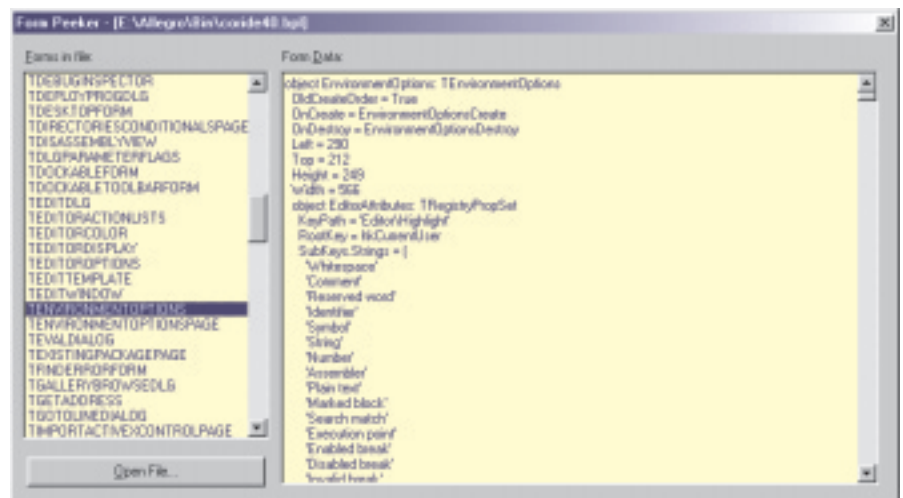 Form Peeker - [E:\Allegro\Bin\coride40.bpl]
Forms in file:
TDEBUGINSPECTOR
TDEPLOYPROGDLG
TDESKTOPFORM
TDIRECTORIESCONDITIONALSPAGE
TDISASSEMBLYVIEW
TDLGPARAMETERFLAGS
TDOCKABLEFORM
TDOCKABLETOOLBARFORM
TEDITDLG
TEDITORACTIONLISTS
TEDITORCOLOR
TEDITORDISPLAY
TEDITOROPTIONS
TEDITTEMPLATE
TEDITWINDOW
TENVIRONMENTOPTIONS
TENVIRONMENTOPTIONSPAGE
TEVALDIALOG
TEXISTINGPACKAGEPAGE
TFINDERRORFORM
TGALLERYBROWSEDLG
TGETADDRESS
TGOTOLINEDIALOG
TIMPORTACTIVEXCONTROLPAGE
Open File...
Form Data:
object EnvironmentOptions: TEnvironmentOptions
OldCreateOrder = True
OnCreate = EnvironmentOptionsCreate
OnDestroy = EnvironmentOptionsDestroy
Left = 290
Top = 212
Height = 249
Width = 566
object EditorAttributes: TRegistryPropSet
KeyPath = 'Editor\Highlight'
RootKey = hkCurrentUser
SubKeys.Strings = (
'Whitespace'
'Comment'
'Reserved word'
'Identifier'
'Symbol'
'String'
'Number'
'Assembler'
'Plain text'
'Marked block'
'Search match'
'Execution point'
'Enabled break'
'Disabled break'
'Invalid break'